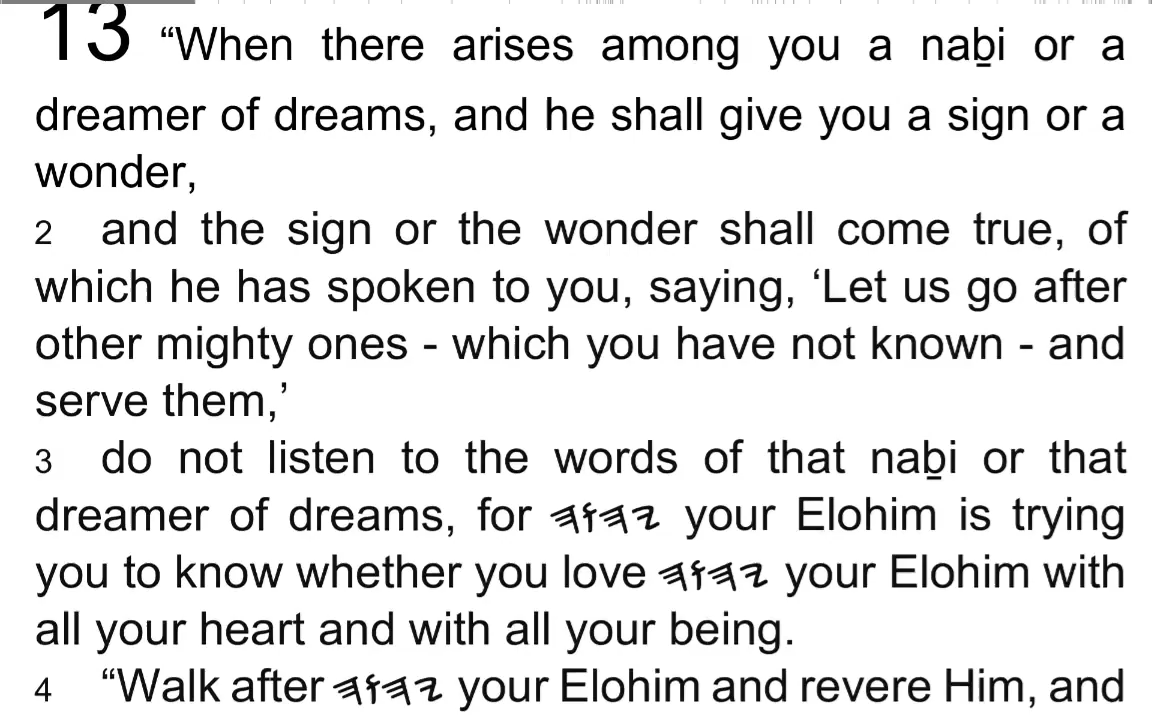 13 “When there arises among you a naḇi or a
dreamer of dreams, and he shall give you a sign or a
wonder,
2 and the sign or the wonder shall come true, of
which he has spoken to you, saying, ‘Let us go after
other mighty ones - which you have not known - and
serve them,’
3 do not listen to the words of that naḇi or that
dreamer of dreams, for 𐤉𐤄𐤅𐤄 your Elohim is trying
you to know whether you love 𐤉𐤄𐤅𐤄 your Elohim with
all your heart and with all your being.
4 “Walk after 𐤉𐤄𐤅𐤄 your Elohim and revere Him, and